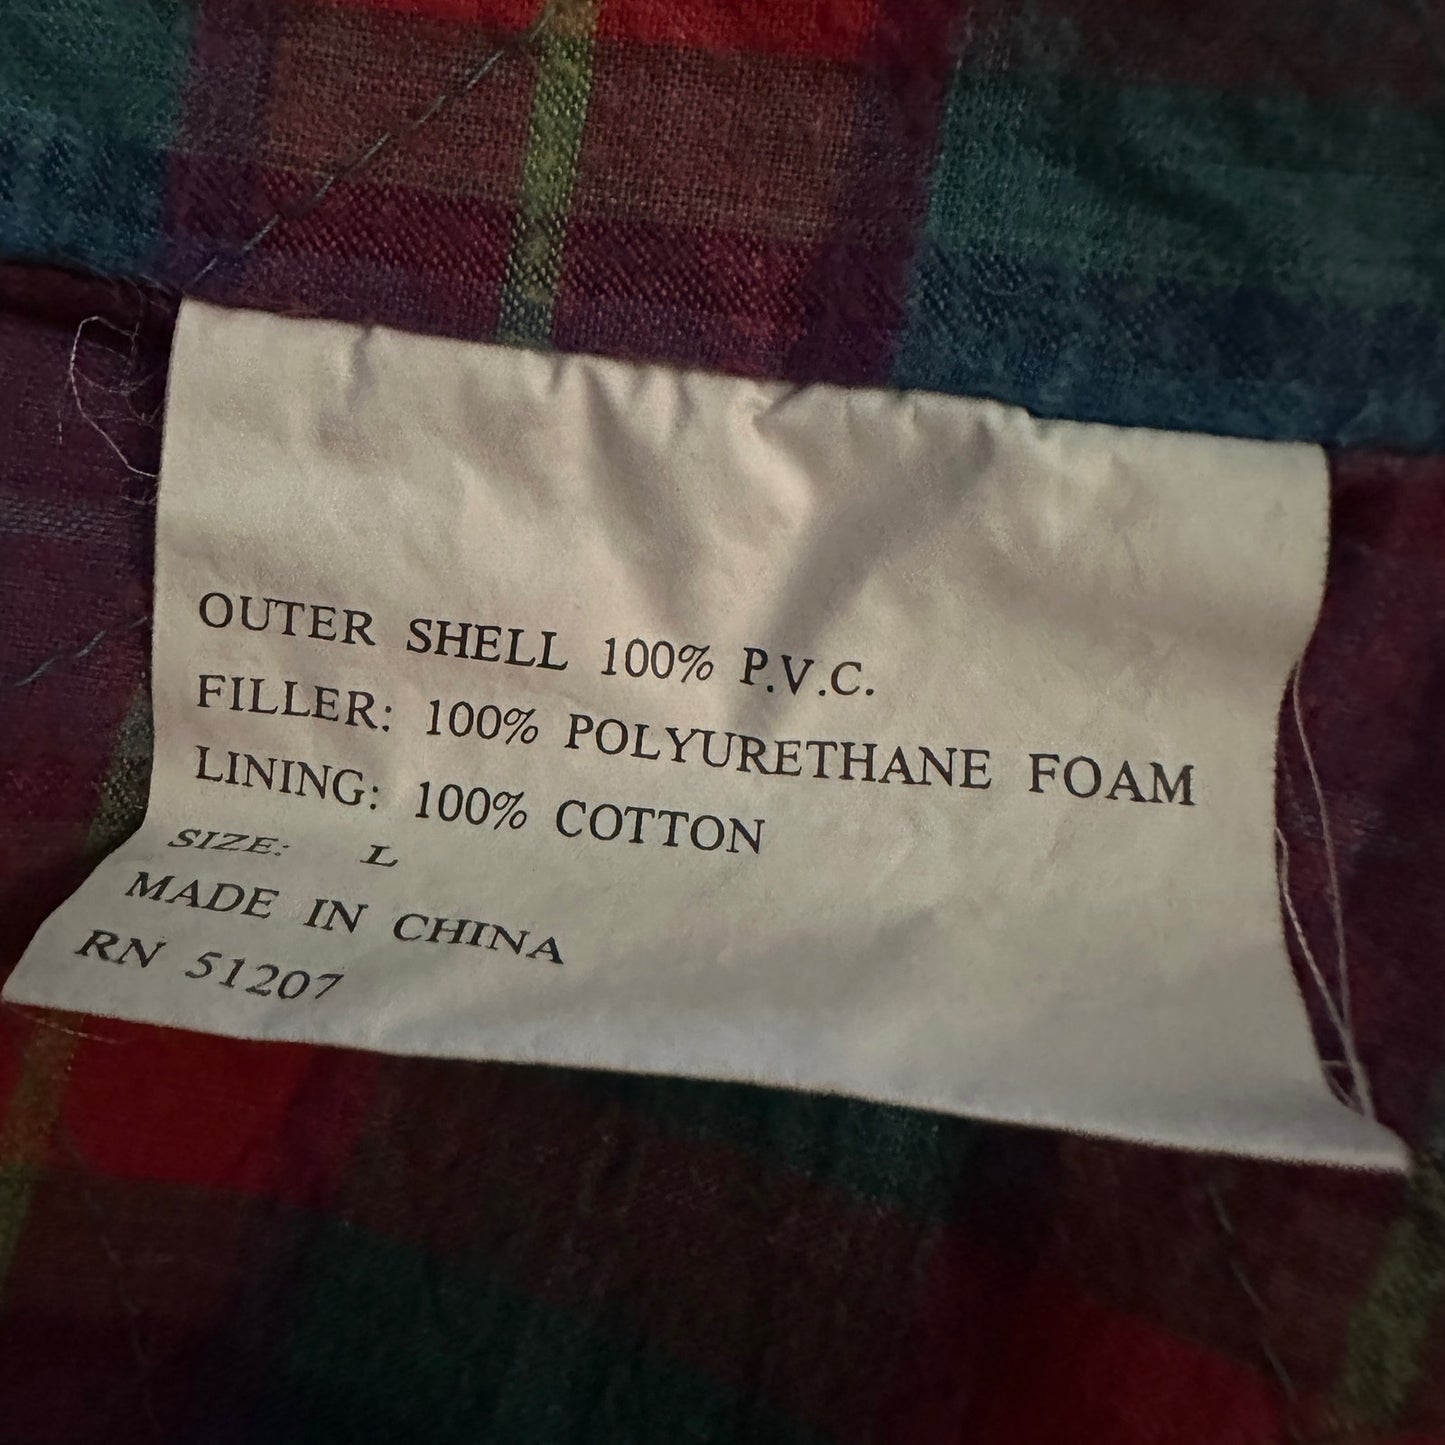 OUTER SHELL 100% P.V.C.
FILLER: 100% POLYURETHANE FOAM
LINING: 100% COTTON
SIZE: L
MADE IN CHINA
RN 51207